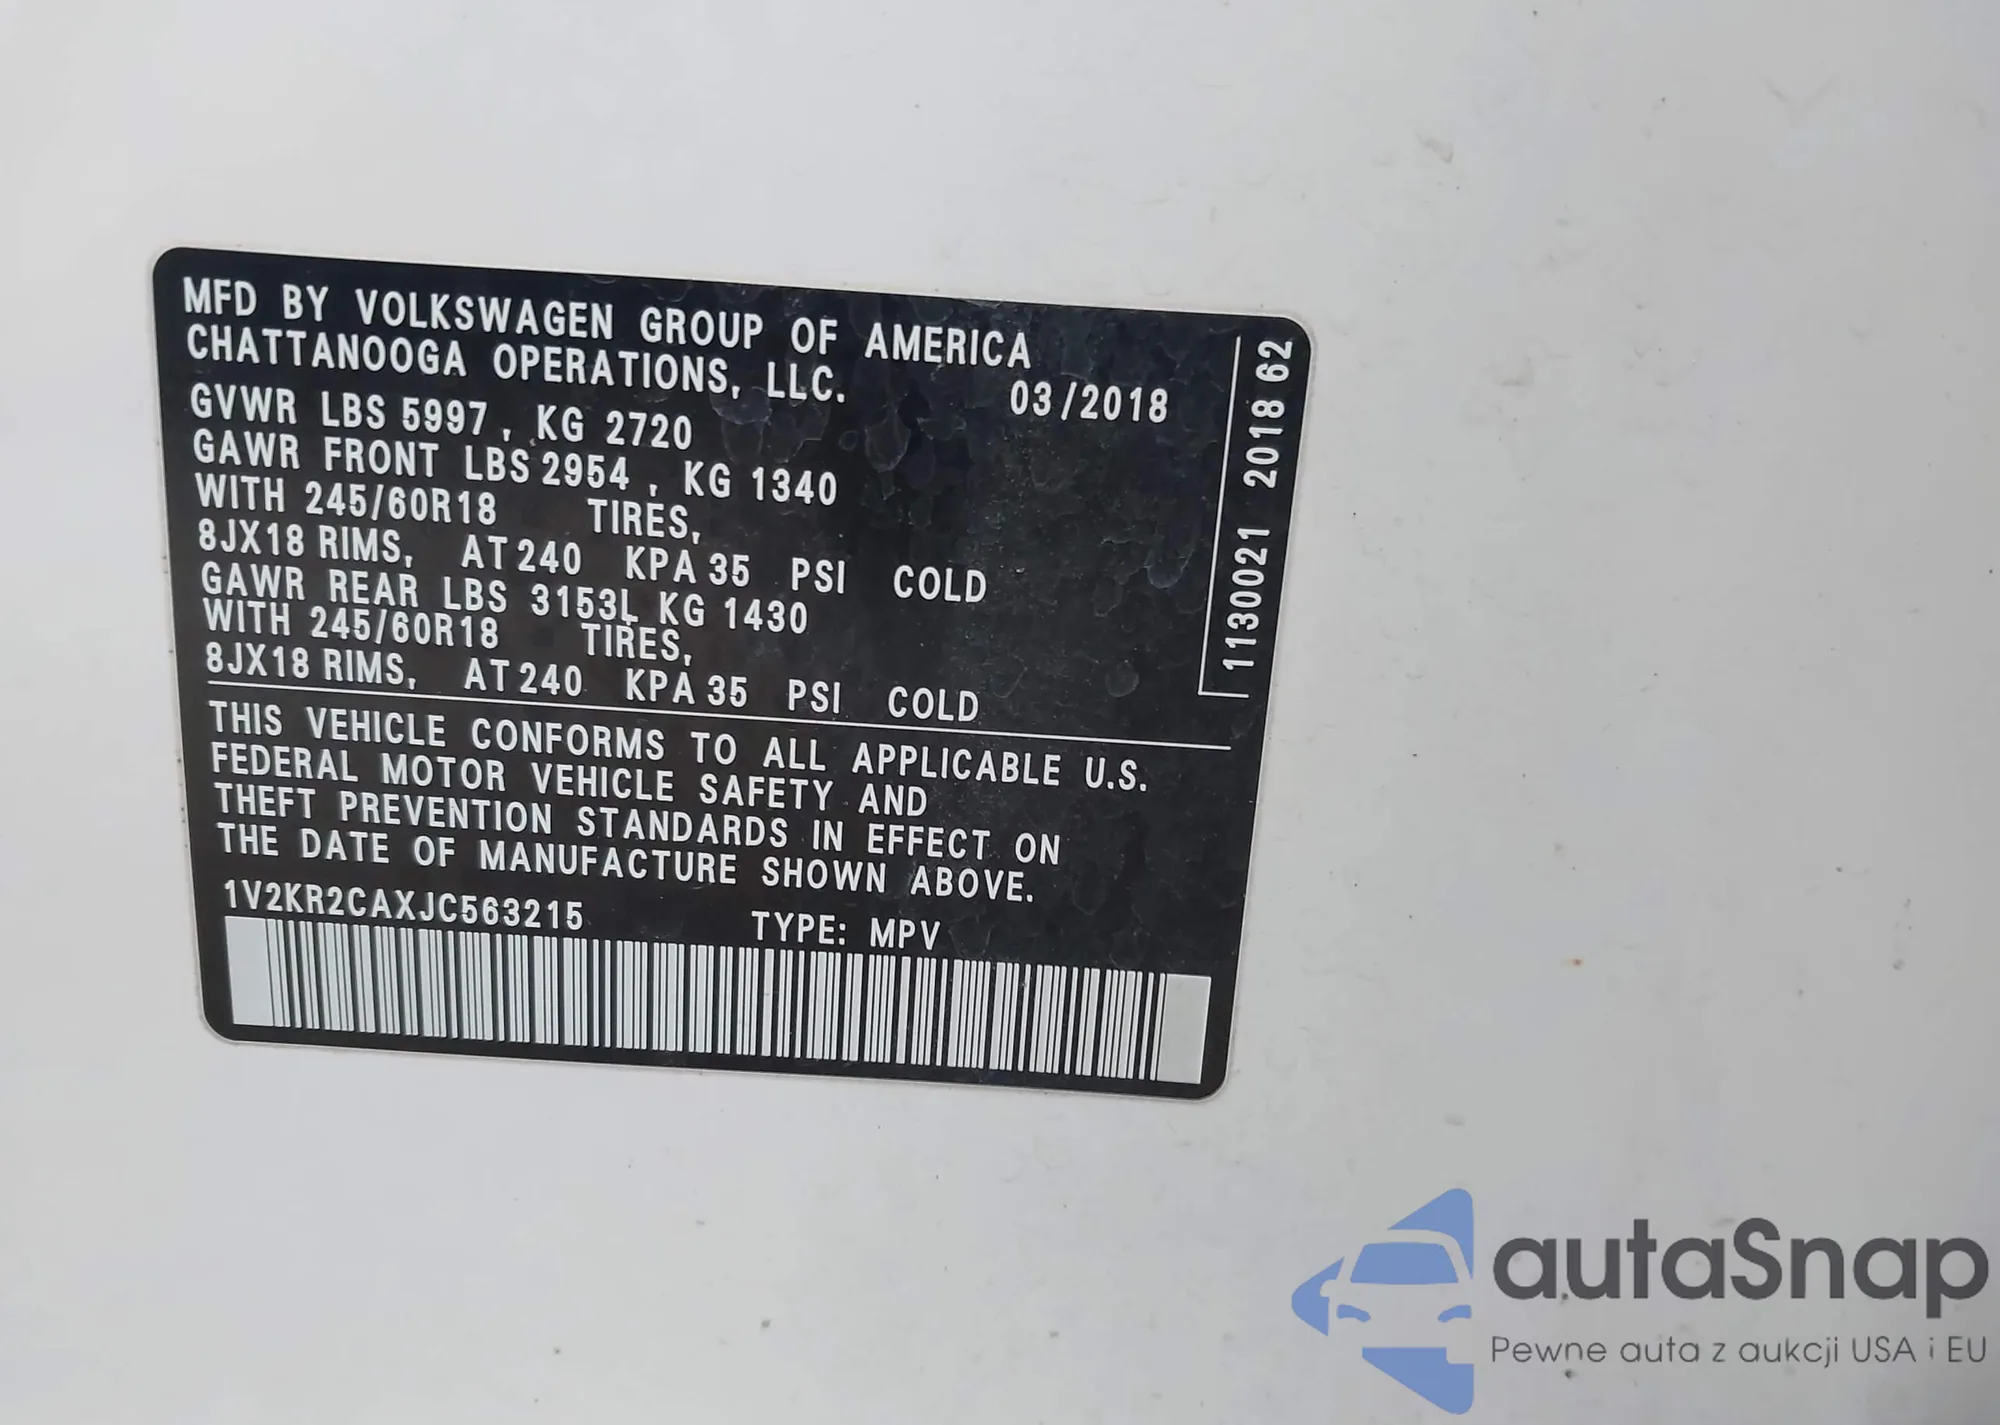 MFD BY VOLKSWAGEN GROUP OF AMERICA
CHATTANOOGA OPERATIONS, LLC.
03/2018
GVWR LBS 5997 , KG 2720
GAWR FRONT LBS 2954 , KG 1340
WITH 245/60R18 TIRES,
8JX18 RIMS, AT 240 KPA 35 PSI COLD
GAWR REAR LBS 3153L KG 1430
WITH 245/60R18 TIRES,
8JX18 RIMS, AT 240 KPA 35 PSI COLD
THIS VEHICLE CONFORMS TO ALL APPLICABLE U.S.
FEDERAL MOTOR VEHICLE SAFETY AND
THEFT PREVENTION STANDARDS IN EFFECT ON
THE DATE OF MANUFACTURE SHOWN ABOVE.
1V2KR2CAXJC563215 TYPE: MPV
1130021 2018 62
autaSnap
Pewne auta z aukcji USA i EU